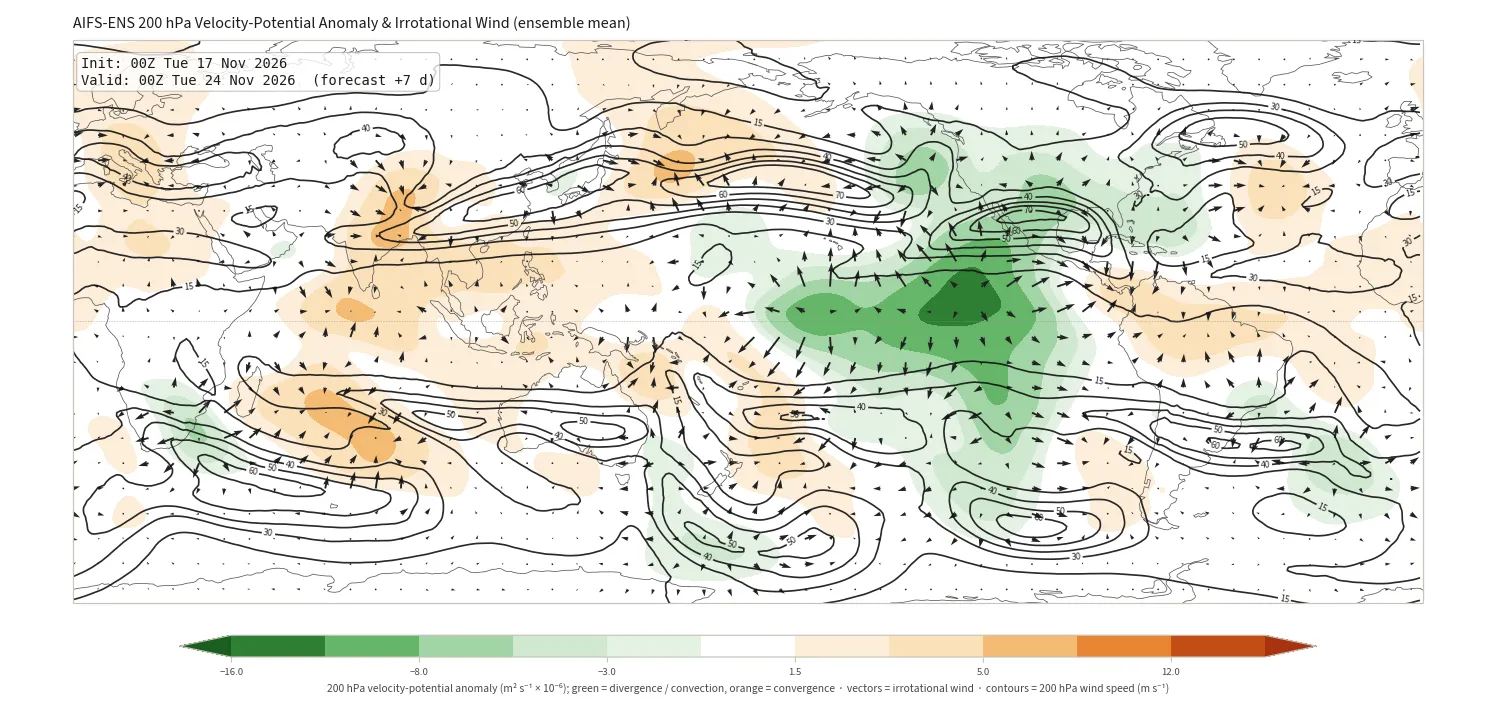 AIFS-ENS 200 hPa Velocity-Potential Anomaly & Irrotational Wind (ensemble mean)
Init: 00Z Tue 17 Nov 2026
Valid: 00Z Tue 24 Nov 2026  (forecast +7 d)
−16.0 −8.0 −3.0 1.5 5.0 12.0
200 hPa velocity-potential anomaly (m² s⁻¹ × 10⁻⁶); green = divergence / convection, orange = convergence · vectors = irrotational wind · contours = 200 hPa wind speed (m s⁻¹)